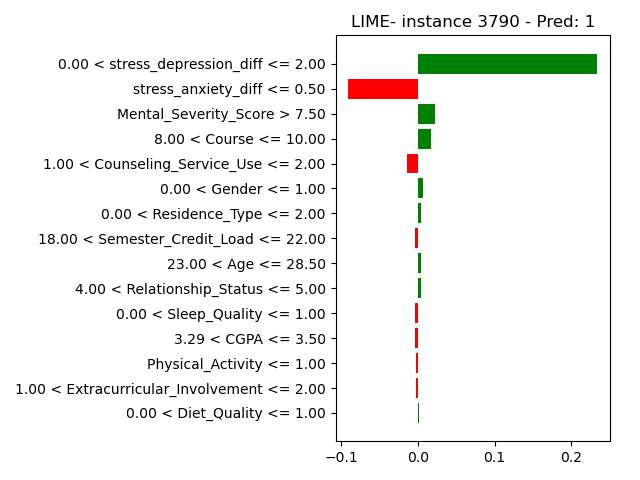 LIME- instance 3790 - Pred: 1
0.00 < stress_depression_diff <= 2.00
stress_anxiety_diff <= 0.50
Mental_Severity_Score > 7.50
8.00 < Course <= 10.00
1.00 < Counseling_Service_Use <= 2.00
0.00 < Gender <= 1.00
0.00 < Residence_Type <= 2.00
18.00 < Semester_Credit_Load <= 22.00
23.00 < Age <= 28.50
4.00 < Relationship_Status <= 5.00
0.00 < Sleep_Quality <= 1.00
3.29 < CGPA <= 3.50
Physical_Activity <= 1.00
1.00 < Extracurricular_Involvement <= 2.00
0.00 < Diet_Quality <= 1.00
−0.1 0.0 0.1 0.2